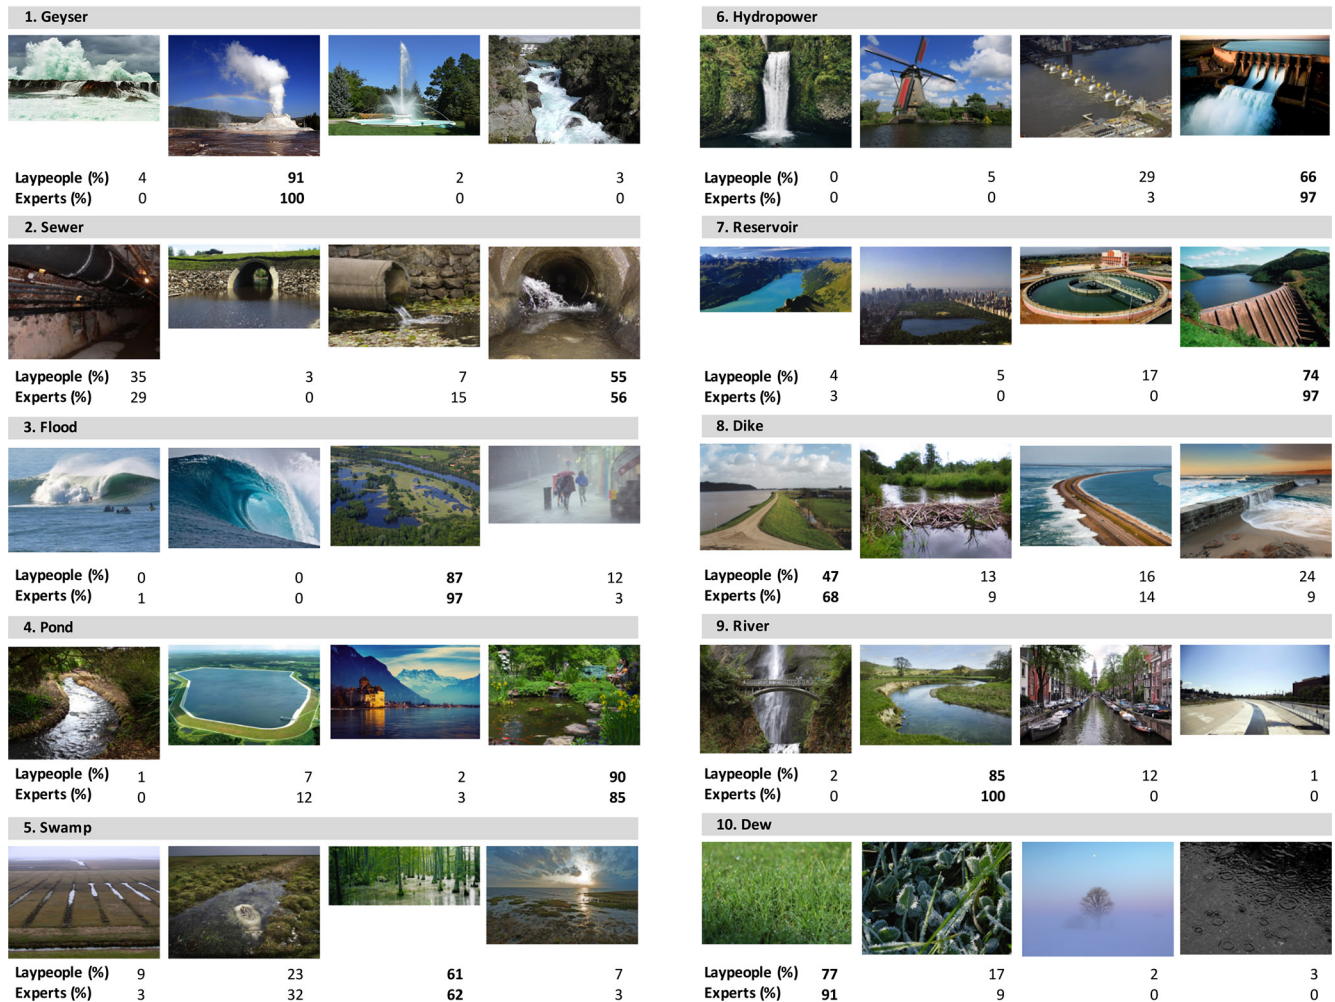 1. Geyser
Laypeople (%) 4 91 2 3
Experts (%) 0 100 0 0
2. Sewer
Laypeople (%) 35 3 7 55
Experts (%) 29 0 15 56
3. Flood
Laypeople (%) 0 0 87 12
Experts (%) 1 0 97 3
4. Pond
Laypeople (%) 1 7 2 90
Experts (%) 0 12 3 85
5. Swamp
Laypeople (%) 9 23 61 7
Experts (%) 3 32 62 3
6. Hydropower
Laypeople (%) 0 5 29 66
Experts (%) 0 0 3 97
7. Reservoir
Laypeople (%) 4 5 17 74
Experts (%) 3 0 0 97
8. Dike
Laypeople (%) 47 13 16 24
Experts (%) 68 9 14 9
9. River
Laypeople (%) 2 85 12 1
Experts (%) 0 100 0 0
10. Dew
Laypeople (%) 77 17 2 3
Experts (%) 91 9 0 0